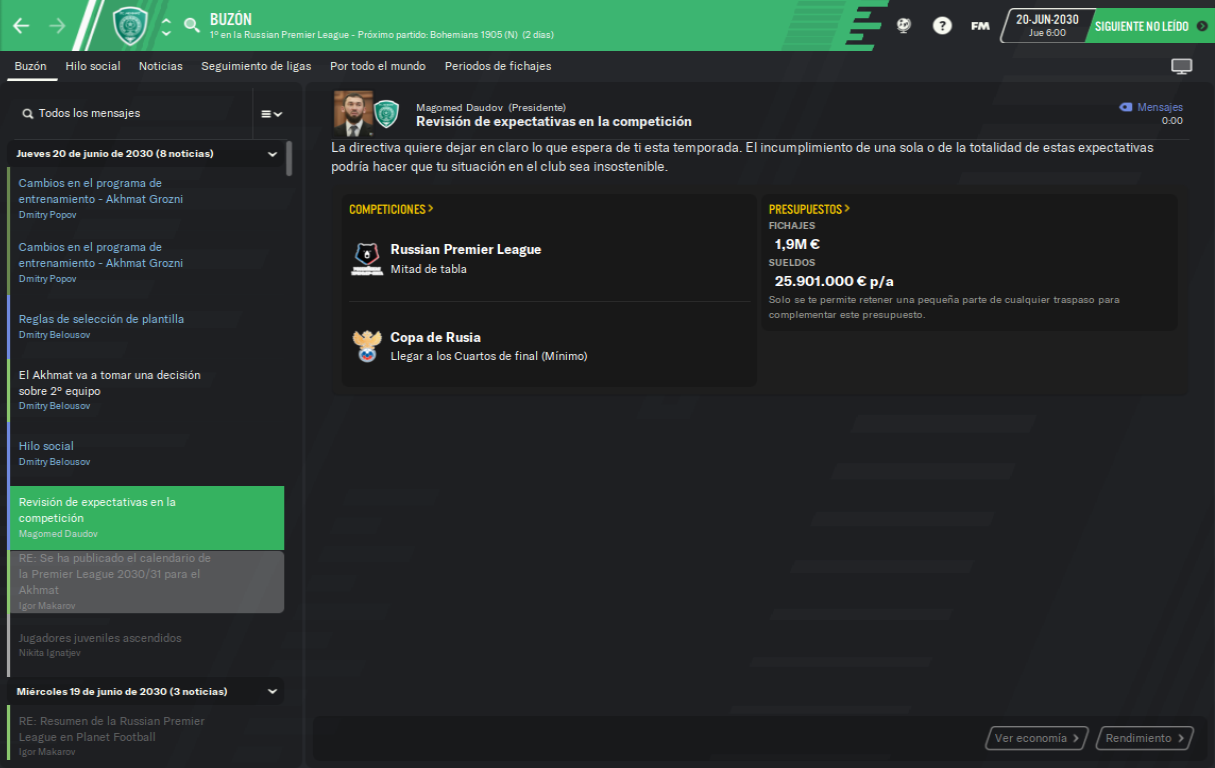 BUZÓN
1º en la Russian Premier League - Próximo partido: Bohemians 1905 (N) (2 días)
?
FM
20-JUN-2030
Jue 6:00
SIGUIENTE NO LEÍDO
Buzón Hilo social Noticias Seguimiento de ligas Por todo el mundo Periodos de fichajes
Todos los mensajes
Jueves 20 de junio de 2030 (8 noticias)
Cambios en el programa de
entrenamiento - Akhmat Grozni
Dmitry Popov
Cambios en el programa de
entrenamiento - Akhmat Grozni
Dmitry Popov
Reglas de selección de plantilla
Dmitry Belousov
El Akhmat va a tomar una decisión
sobre 2º equipo
Dmitry Belousov
Hilo social
Dmitry Belousov
Revisión de expectativas en la
competición
Magomed Daudov
RE: Se ha publicado el calendario de
la Premier League 2030/31 para el
Akhmat
Igor Makarov
Jugadores juveniles ascendidos
Nikita Ignatjev
Miércoles 19 de junio de 2030 (3 noticias)
RE: Resumen de la Russian Premier
League en Planet Football
Igor Makarov
Magomed Daudov (Presidente)
Revisión de expectativas en la competición
Mensajes
0:00
La directiva quiere dejar en claro lo que espera de ti esta temporada. El incumplimiento de una sola o de la totalidad de estas expectativas
podría hacer que tu situación en el club sea insostenible.
COMPETICIONES
Russian Premier League
Mitad de tabla
Copa de Rusia
Llegar a los Cuartos de final (Mínimo)
PRESUPUESTOS
FICHAJES
1,9M €
SUELDOS
25.901.000 € p/a
Solo se te permite retener una pequeña parte de cualquier traspaso para
complementar este presupuesto.
Ver economía
Rendimiento